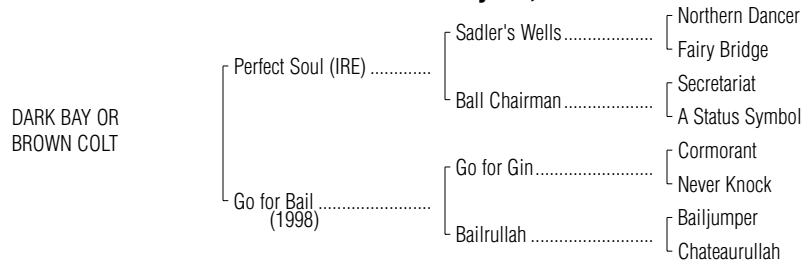 Northern Dancer
Sadler's Wells....................
Fairy Bridge
Perfect Soul (IRE) .............
Secretariat
Ball Chairman ....................
A Status Symbol
DARK BAY OR
BROWN COLT
Cormorant
Go for Gin..........................
Never Knock
Go for Bail ........................
(1998)
Bailjumper
Bailrullah ...........................
Chateaurullah